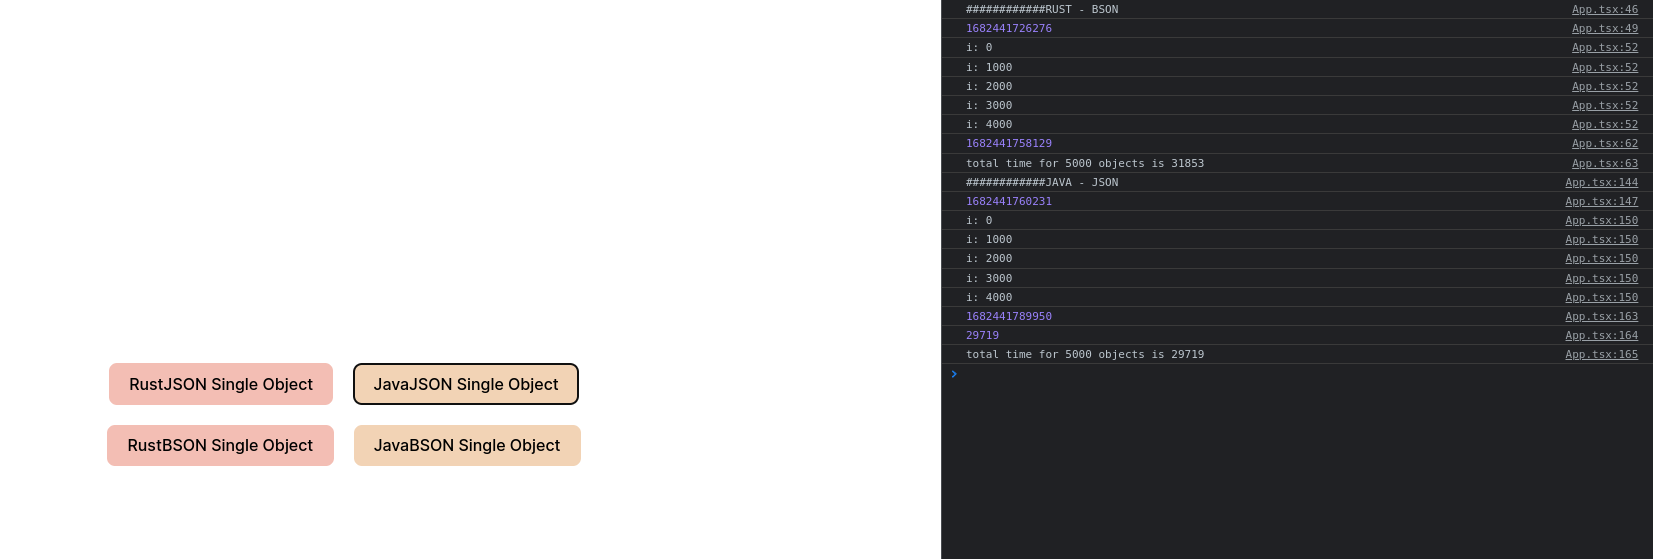 RustJSON Single Object
JavaJSON Single Object
RustBSON Single Object
JavaBSON Single Object
############RUST - BSON App.tsx:46
1682441726276 App.tsx:49
i: 0 App.tsx:52
i: 1000 App.tsx:52
i: 2000 App.tsx:52
i: 3000 App.tsx:52
i: 4000 App.tsx:52
1682441758129 App.tsx:62
total time for 5000 objects is 31853 App.tsx:63
############JAVA - JSON App.tsx:144
1682441760231 App.tsx:147
i: 0 App.tsx:150
i: 1000 App.tsx:150
i: 2000 App.tsx:150
i: 3000 App.tsx:150
i: 4000 App.tsx:150
1682441789950 App.tsx:163
29719 App.tsx:164
total time for 5000 objects is 29719 App.tsx:165